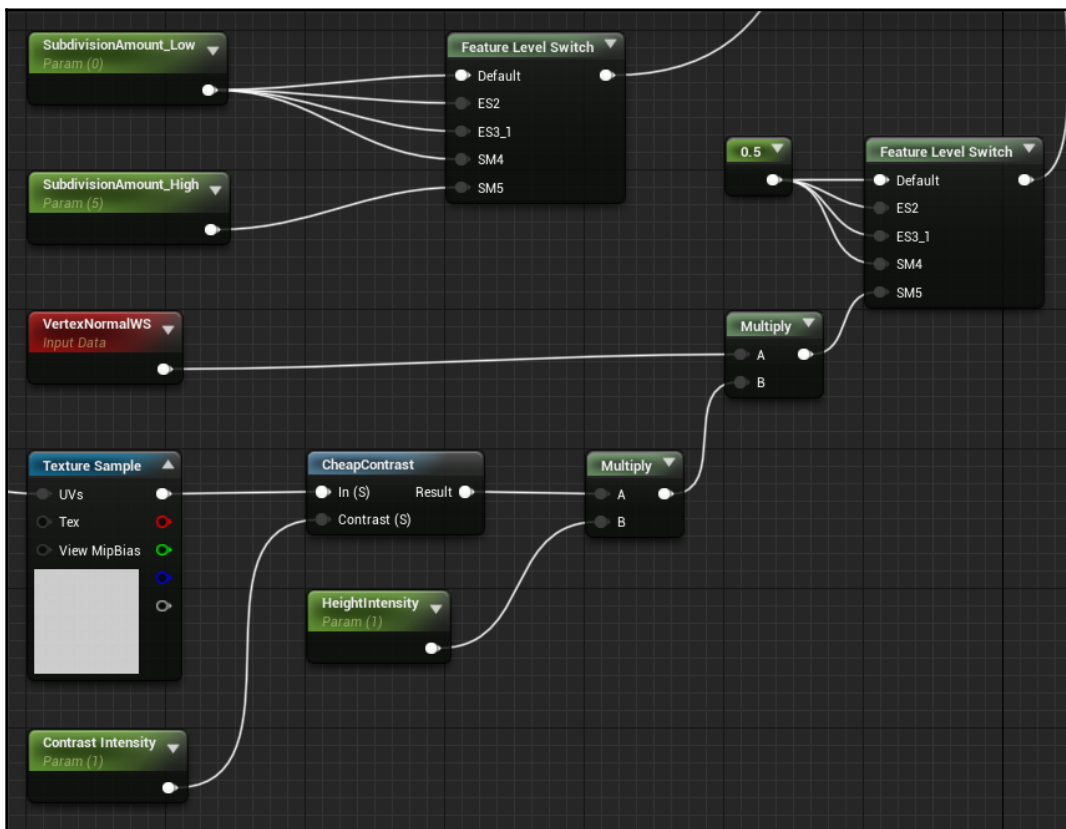 SubdivisionAmount_Low
Param (0)
Feature Level Switch
Default
ES2
ES3_1
SM4
SM5
SubdivisionAmount_High
Param (5)
0.5
Feature Level Switch
Default
ES2
ES3_1
SM4
SM5
VertexNormalWS
Input Data
Multiply
A
B
Texture Sample
UVs
Tex
View MipBias
CheapContrast
In (S) Result
Contrast (S)
Multiply
A
B
HeightIntensity
Param (1)
Contrast Intensity
Param (1)